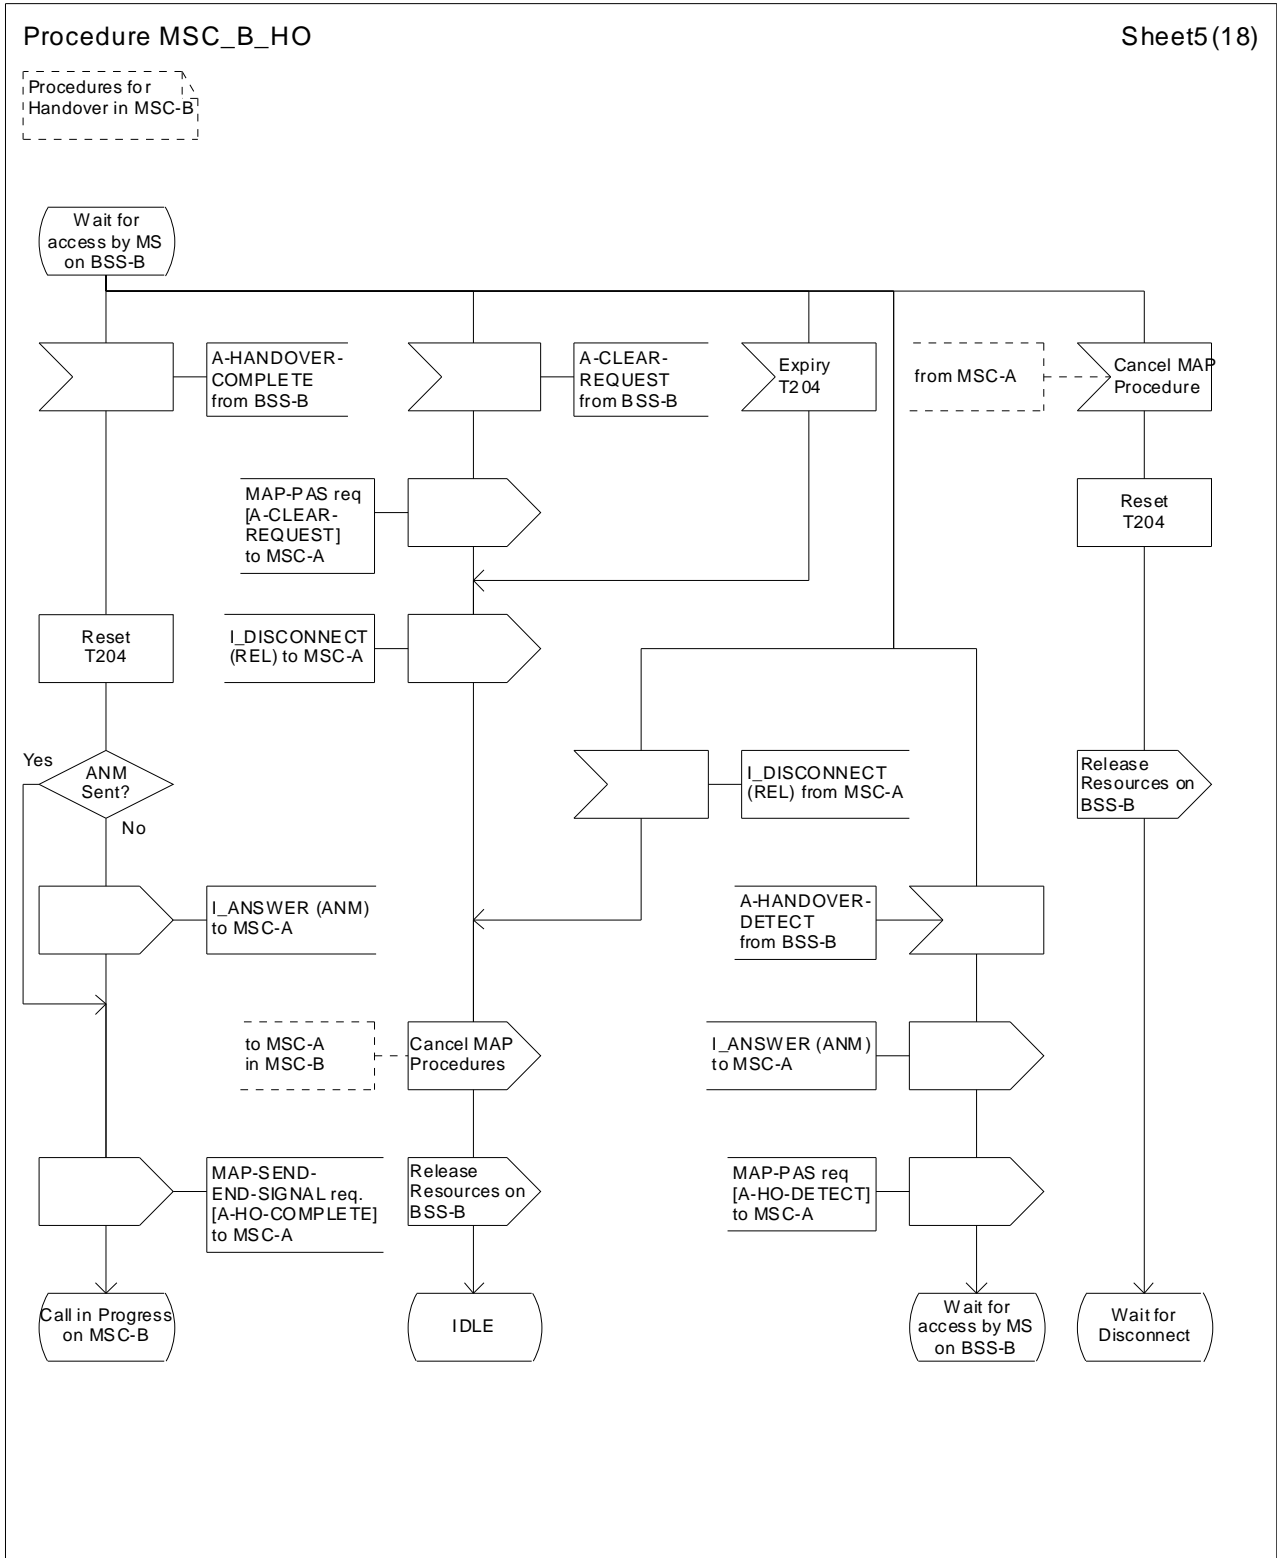 Procedure MSC_B_HO
Sheet5(18)
Procedures for
Handover in MSC-B
Wait for
access by MS
on BSS-B
A-HANDOVER-
COMPLETE
from BSS-B
A-CLEAR-
REQUEST
from BSS-B
Expiry
T204
from MSC-A
Cancel MAP
Procedure
MAP-PAS req
[A-CLEAR-
REQUEST]
to MSC-A
Reset
T204
Reset
T204
I_DISCONNECT
(REL) to MSC-A
Yes
ANM
Sent?
No
I_DISCONNECT
(REL) from MSC-A
Release
Resources on
BSS-B
I_ANSWER (ANM)
to MSC-A
A-HANDOVER-
DETECT
from BSS-B
to MSC-A
in MSC-B
Cancel MAP
Procedures
I_ANSWER (ANM)
to MSC-A
MAP-SEND-
END-SIGNAL req.
[A-HO-COMPLETE]
to MSC-A
Release
Resources on
BSS-B
MAP-PAS req
[A-HO-DETECT]
to MSC-A
Call in Progress
on MSC-B
IDLE
Wait for
access by MS
on BSS-B
Wait for
Disconnect